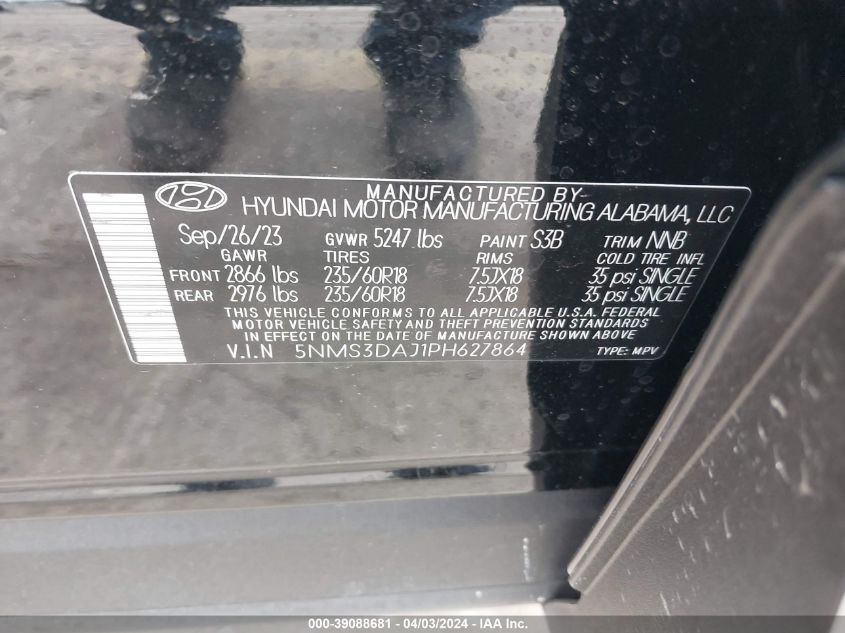 MANUFACTURED BY
HYUNDAI MOTOR MANUFACTURING ALABAMA, LLC
Sep/26/23 GVWR 5247 lbs PAINT S3B TRIM NNB
GAWR TIRES RIMS COLD TIRE INFL
FRONT 2866 lbs 235/60R18 7.5JX18 35 psi SINGLE
REAR 2976 lbs 235/60R18 7.5JX18 35 psi SINGLE
THIS VEHICLE CONFORMS TO ALL APPLICABLE U.S.A. FEDERAL
MOTOR VEHICLE SAFETY AND THEFT PREVENTION STANDARDS
IN EFFECT ON THE DATE OF MANUFACTURE SHOWN ABOVE
V.I.N 5NMS3DAJ1PH627864 TYPE: MPV
000-39088681 - 04/03/2024 - IAA Inc.